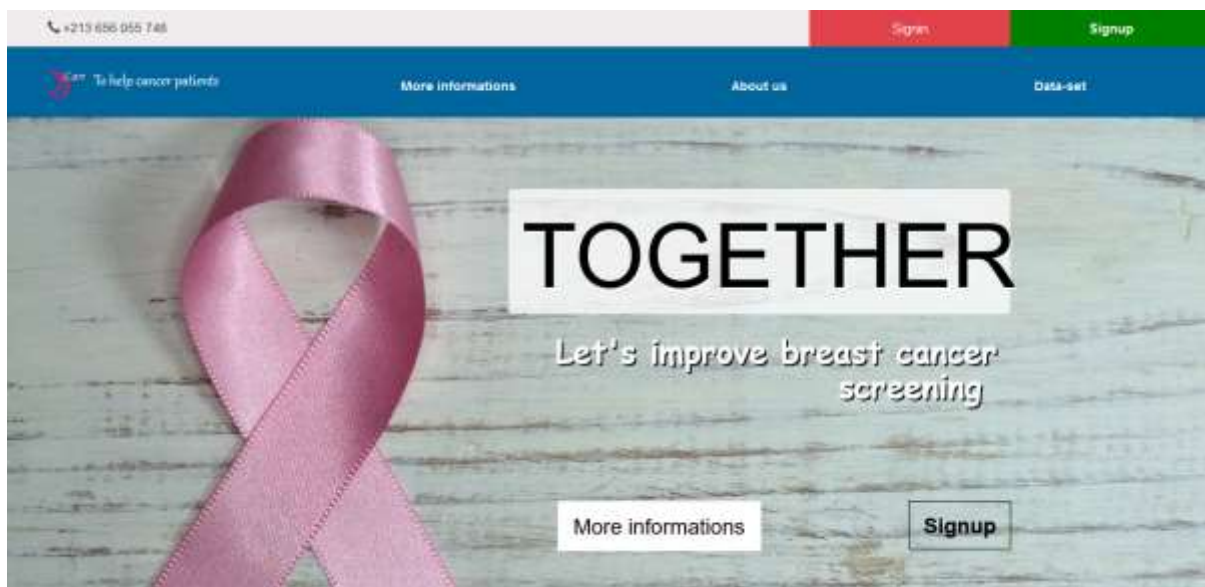 +213 656 055 746
Signin
Signup
To help cancer patients
More informations
About us
Data-set
TOGETHER
Let's improve breast cancer
screening
More informations
Signup